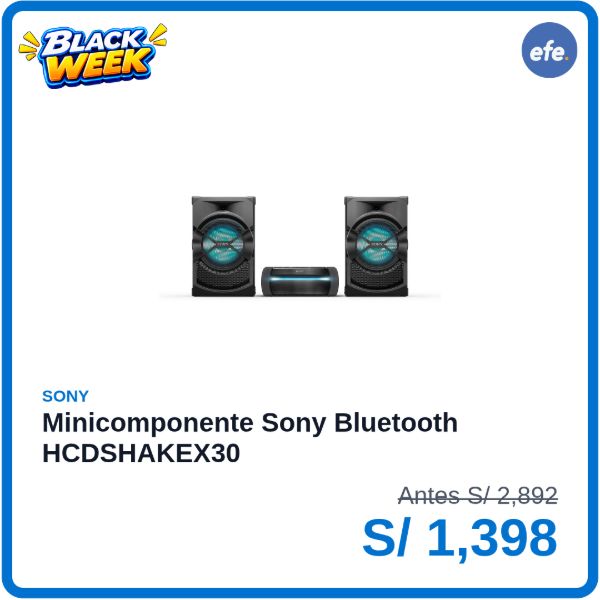 BLACK
WEEK
efe.
SONY
Minicomponente Sony Bluetooth
HCDSHAKEX30
Antes S/ 2,892
S/ 1,398